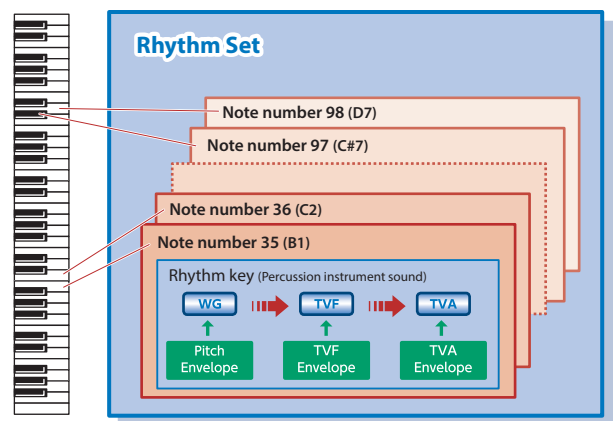 Rhythm Set
Note number 98 (D7)
Note number 97 (C#7)
Note number 36 (C2)
Note number 35 (B1)
Rhythm key (Percussion instrument sound)
WG TVF TVA
Pitch Envelope
TVF Envelope
TVA Envelope